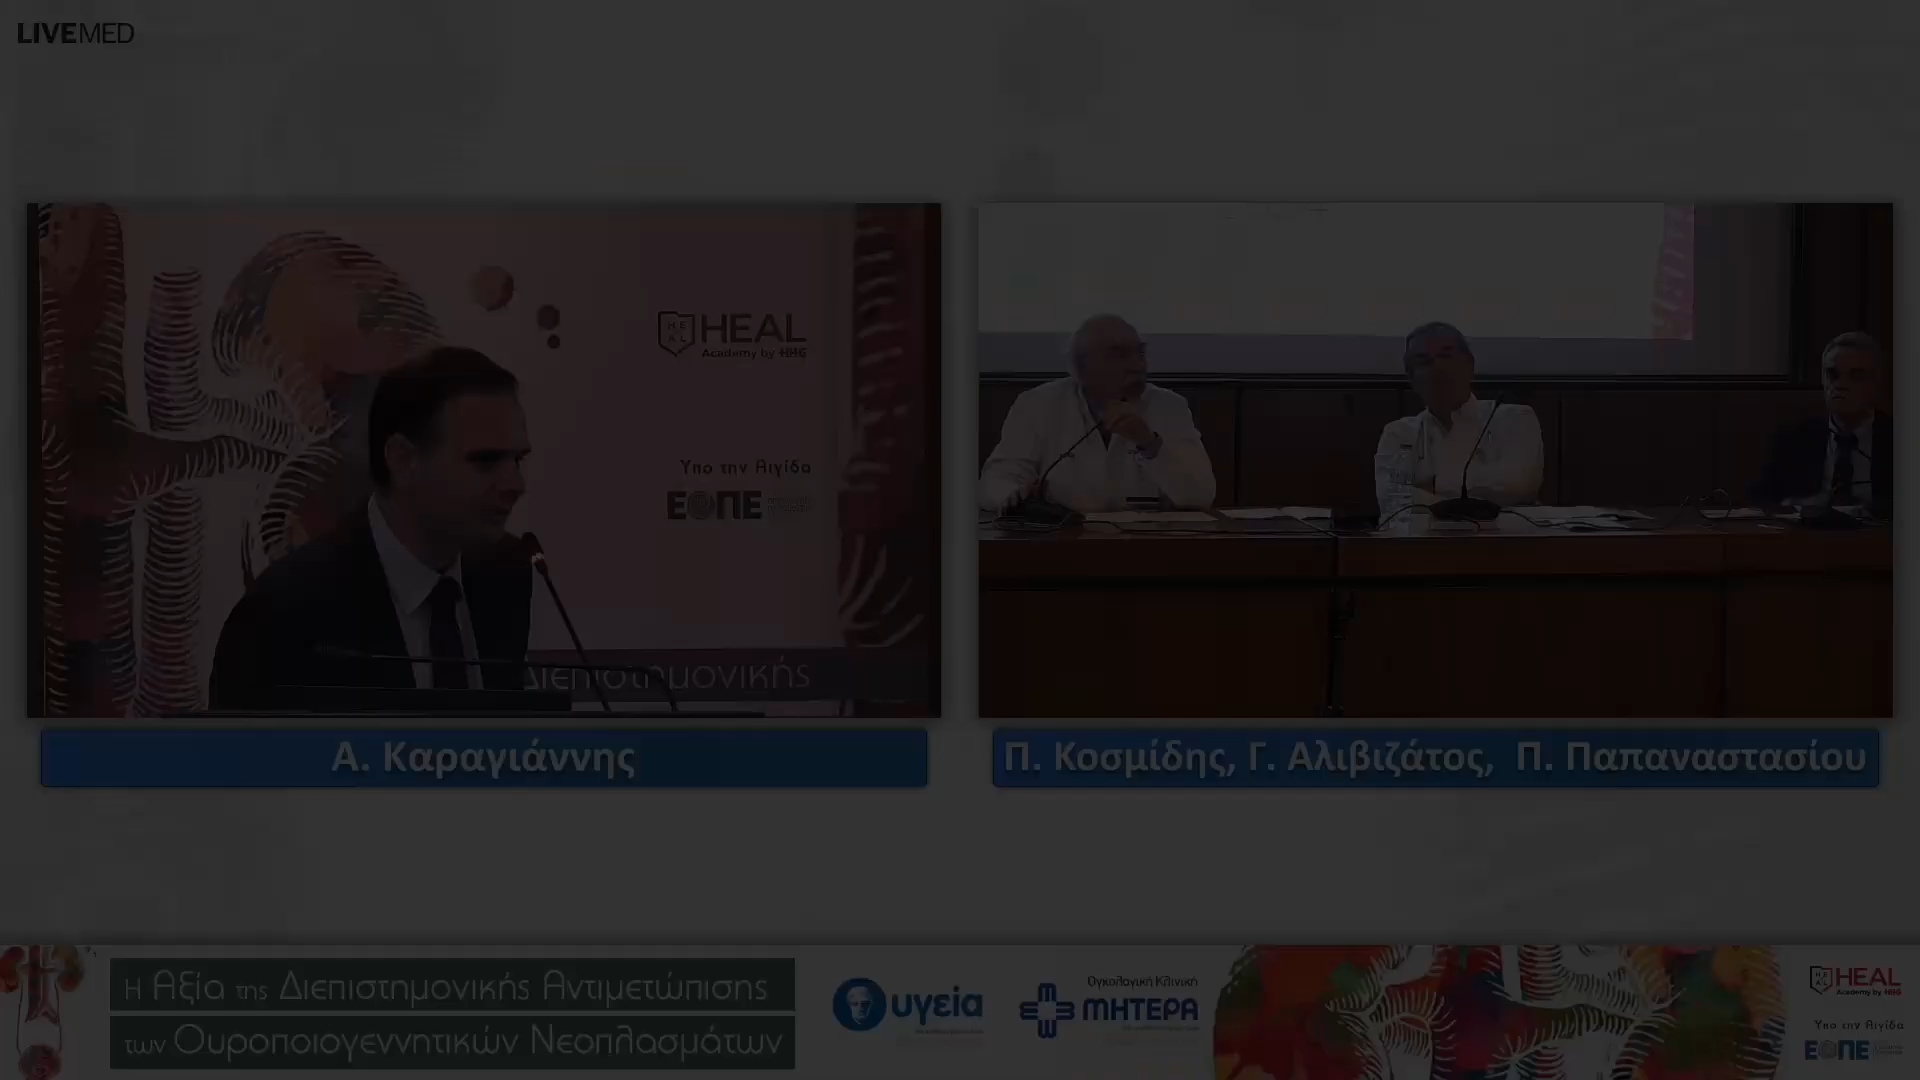 LIVEMED
HEAL
Academy by HHG
Υπο την Αιγίδα
ΕΟΠΕ
Διεπιστημονικής
Α. Καραγιάννης
Π. Κοσμίδης, Γ. Αλιβιζάτος, Π. Παπαναστασίου
Η Αξία της Διεπιστημονικής Αντιμετώπισης
των Ουροποιογεννητικών Νεοπλασμάτων
υγεία
Ογκολογική Κλινική
ΜΗΤΕΡΑ
HEAL
Academy by HHG
Υπο την Αιγίδα
ΕΟΠΕ